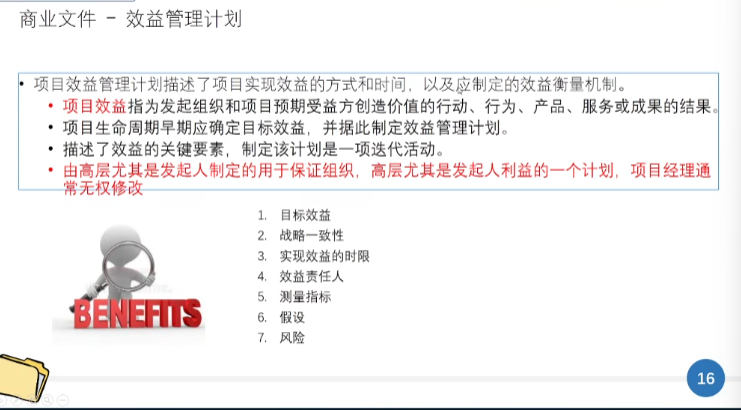 商业文件 - 效益管理计划
• 项目效益管理计划描述了项目实现效益的方式和时间，以及应制定的效益衡量机制。
• 项目效益指为发起组织和项目预期受益方创造价值的行动、行为、产品、服务或成果的结果。
• 项目生命周期早期应确定目标效益，并据此制定效益管理计划。
• 描述了效益的关键要素，制定该计划是一项迭代活动。
• 由高层尤其是发起人制定的用于保证组织，高层尤其是发起人利益的一个计划，项目经理通
常无权修改
1. 目标效益
2. 战略一致性
3. 实现效益的时限
4. 效益责任人
5. 测量指标
6. 假设
7. 风险
BENEFITS
16